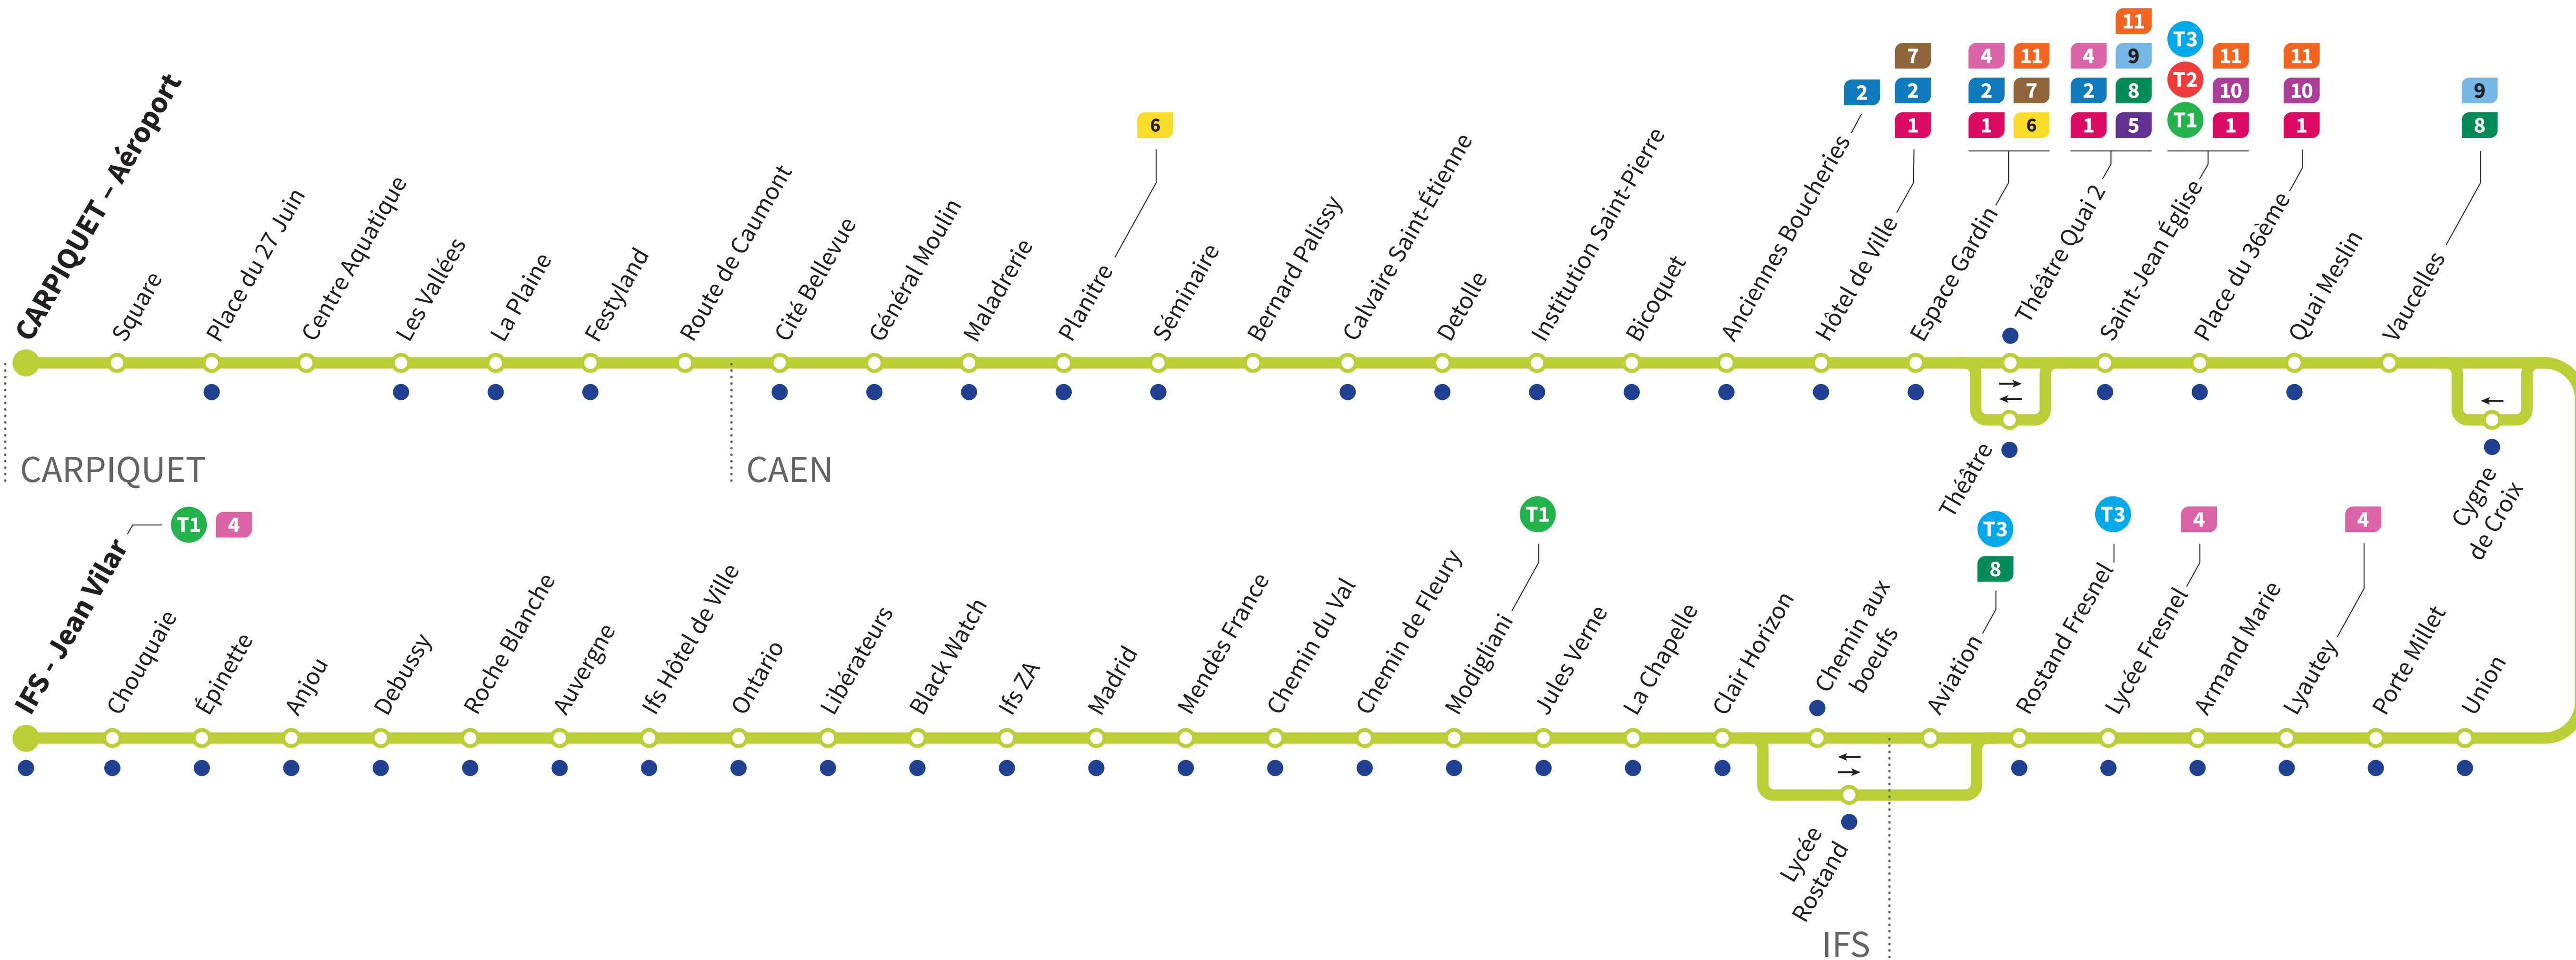 CARPIQUET – Aéroport
Square
Place du 27 Juin
Centre Aquatique
Les Vallées
La Plaine
Festyland
Route de Caumont
Cité Bellevue
Général Moulin
Maladrerie
Planitre
6
Séminaire
Bernard Palissy
Calvaire Saint-Étienne
Detolle
Institution Saint-Pierre
Bicoquet
Anciennes Boucheries
2
Hôtel de Ville
7
2
1
Espace Gardin
4 11
2 7
1 6
Théâtre Quai 2
11
4 9
2 8
1 5
Théâtre
Saint-Jean Église
T3
11
T2
10
T1
1
Place du 36ème
11
10
1
Quai Meslin
Vaucelles
9
8
Cygne
de Croix
CARPIQUET
CAEN
IFS - Jean Vilar
T1 4
Chouquaie
Épinette
Anjou
Debussy
Roche Blanche
Auvergne
Ifs Hôtel de Ville
Ontario
Libérateurs
Black Watch
Ifs ZA
Madrid
Mendès France
Chemin du Val
Chemin de Fleury
Modigliani
T1
Jules Verne
La Chapelle
Clair Horizon
Chemin aux
boeufs
Lycée
Rostand
Aviation
T3
8
Rostand Fresnel
T3
Lycée Fresnel
4
Armand Marie
Lyautey
4
Porte Millet
Union
IFS